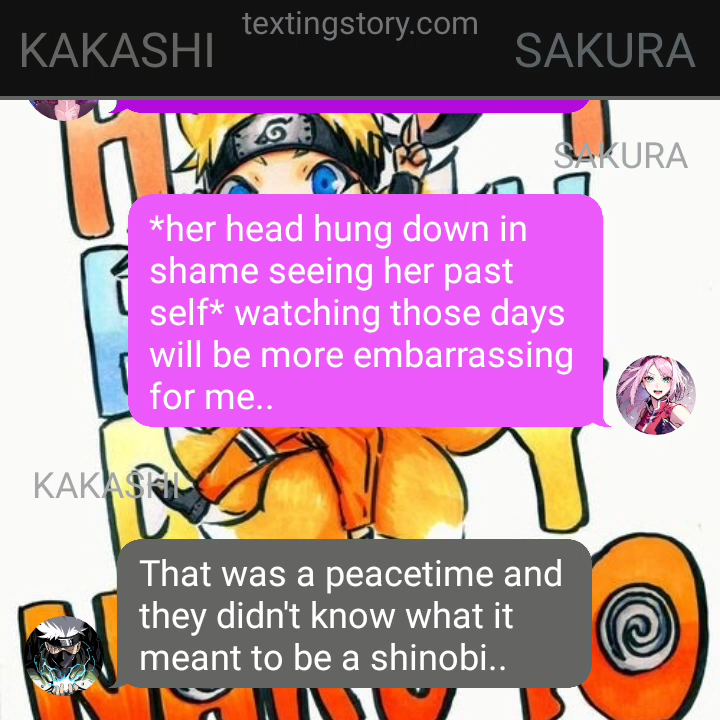 textingstory.com
KAKASHI SAKURA
SAKURA
*her head hung down in
shame seeing her past
self* watching those days
will be more embarrassing
for me..
KAKASHI
That was a peacetime and
they didn't know what it
meant to be a shinobi..